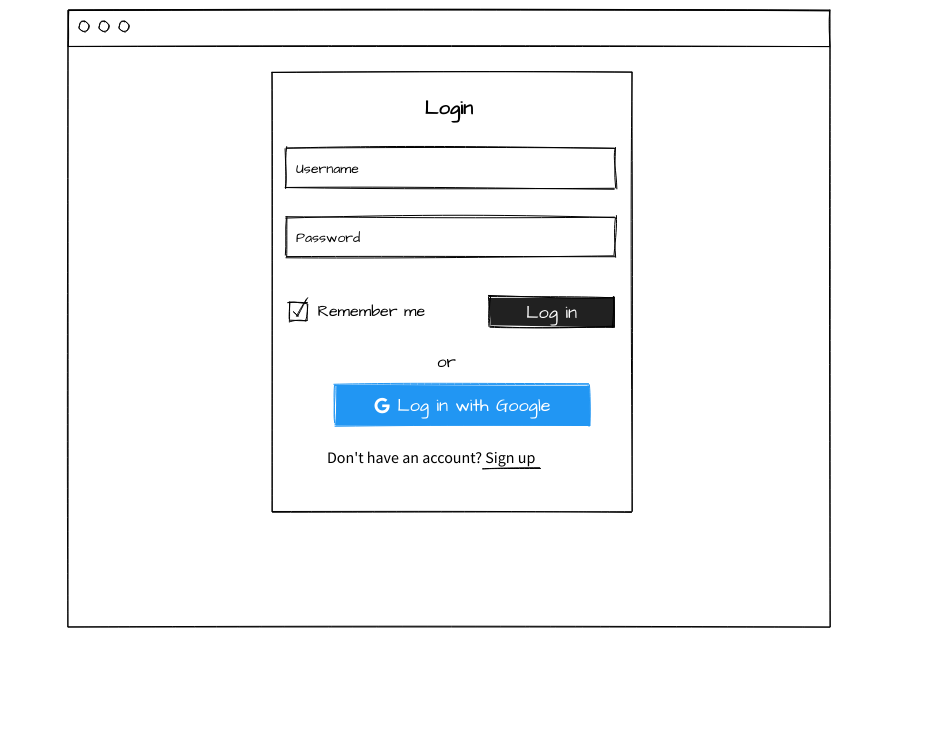 Login
Username
Password
Remember me
Log in
or
G Log in with Google
Don't have an account? Sign up